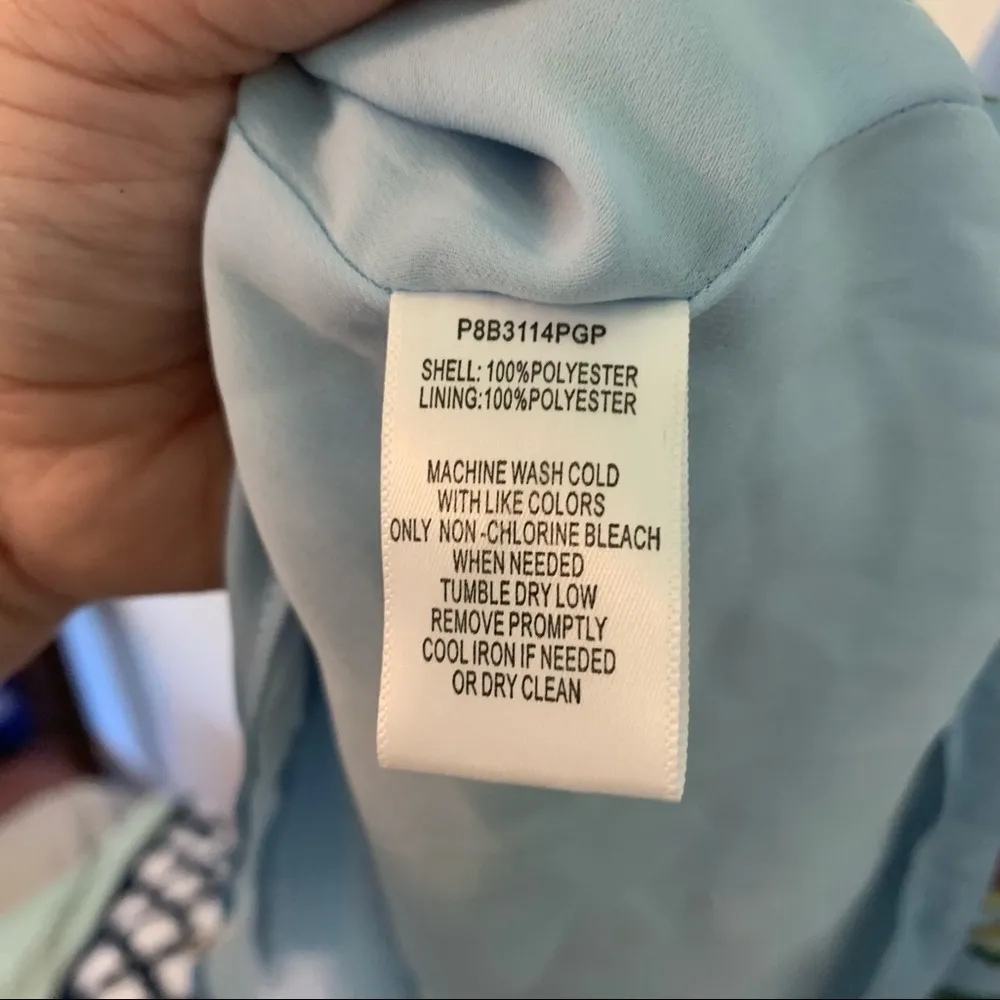 P8B3114PGP
SHELL: 100%POLYESTER
LINING:100%POLYESTER
MACHINE WASH COLD
WITH LIKE COLORS
ONLY NON-CHLORINE BLEACH
WHEN NEEDED
TUMBLE DRY LOW
REMOVE PROMPTLY
COOL IRON IF NEEDED
OR DRY CLEAN